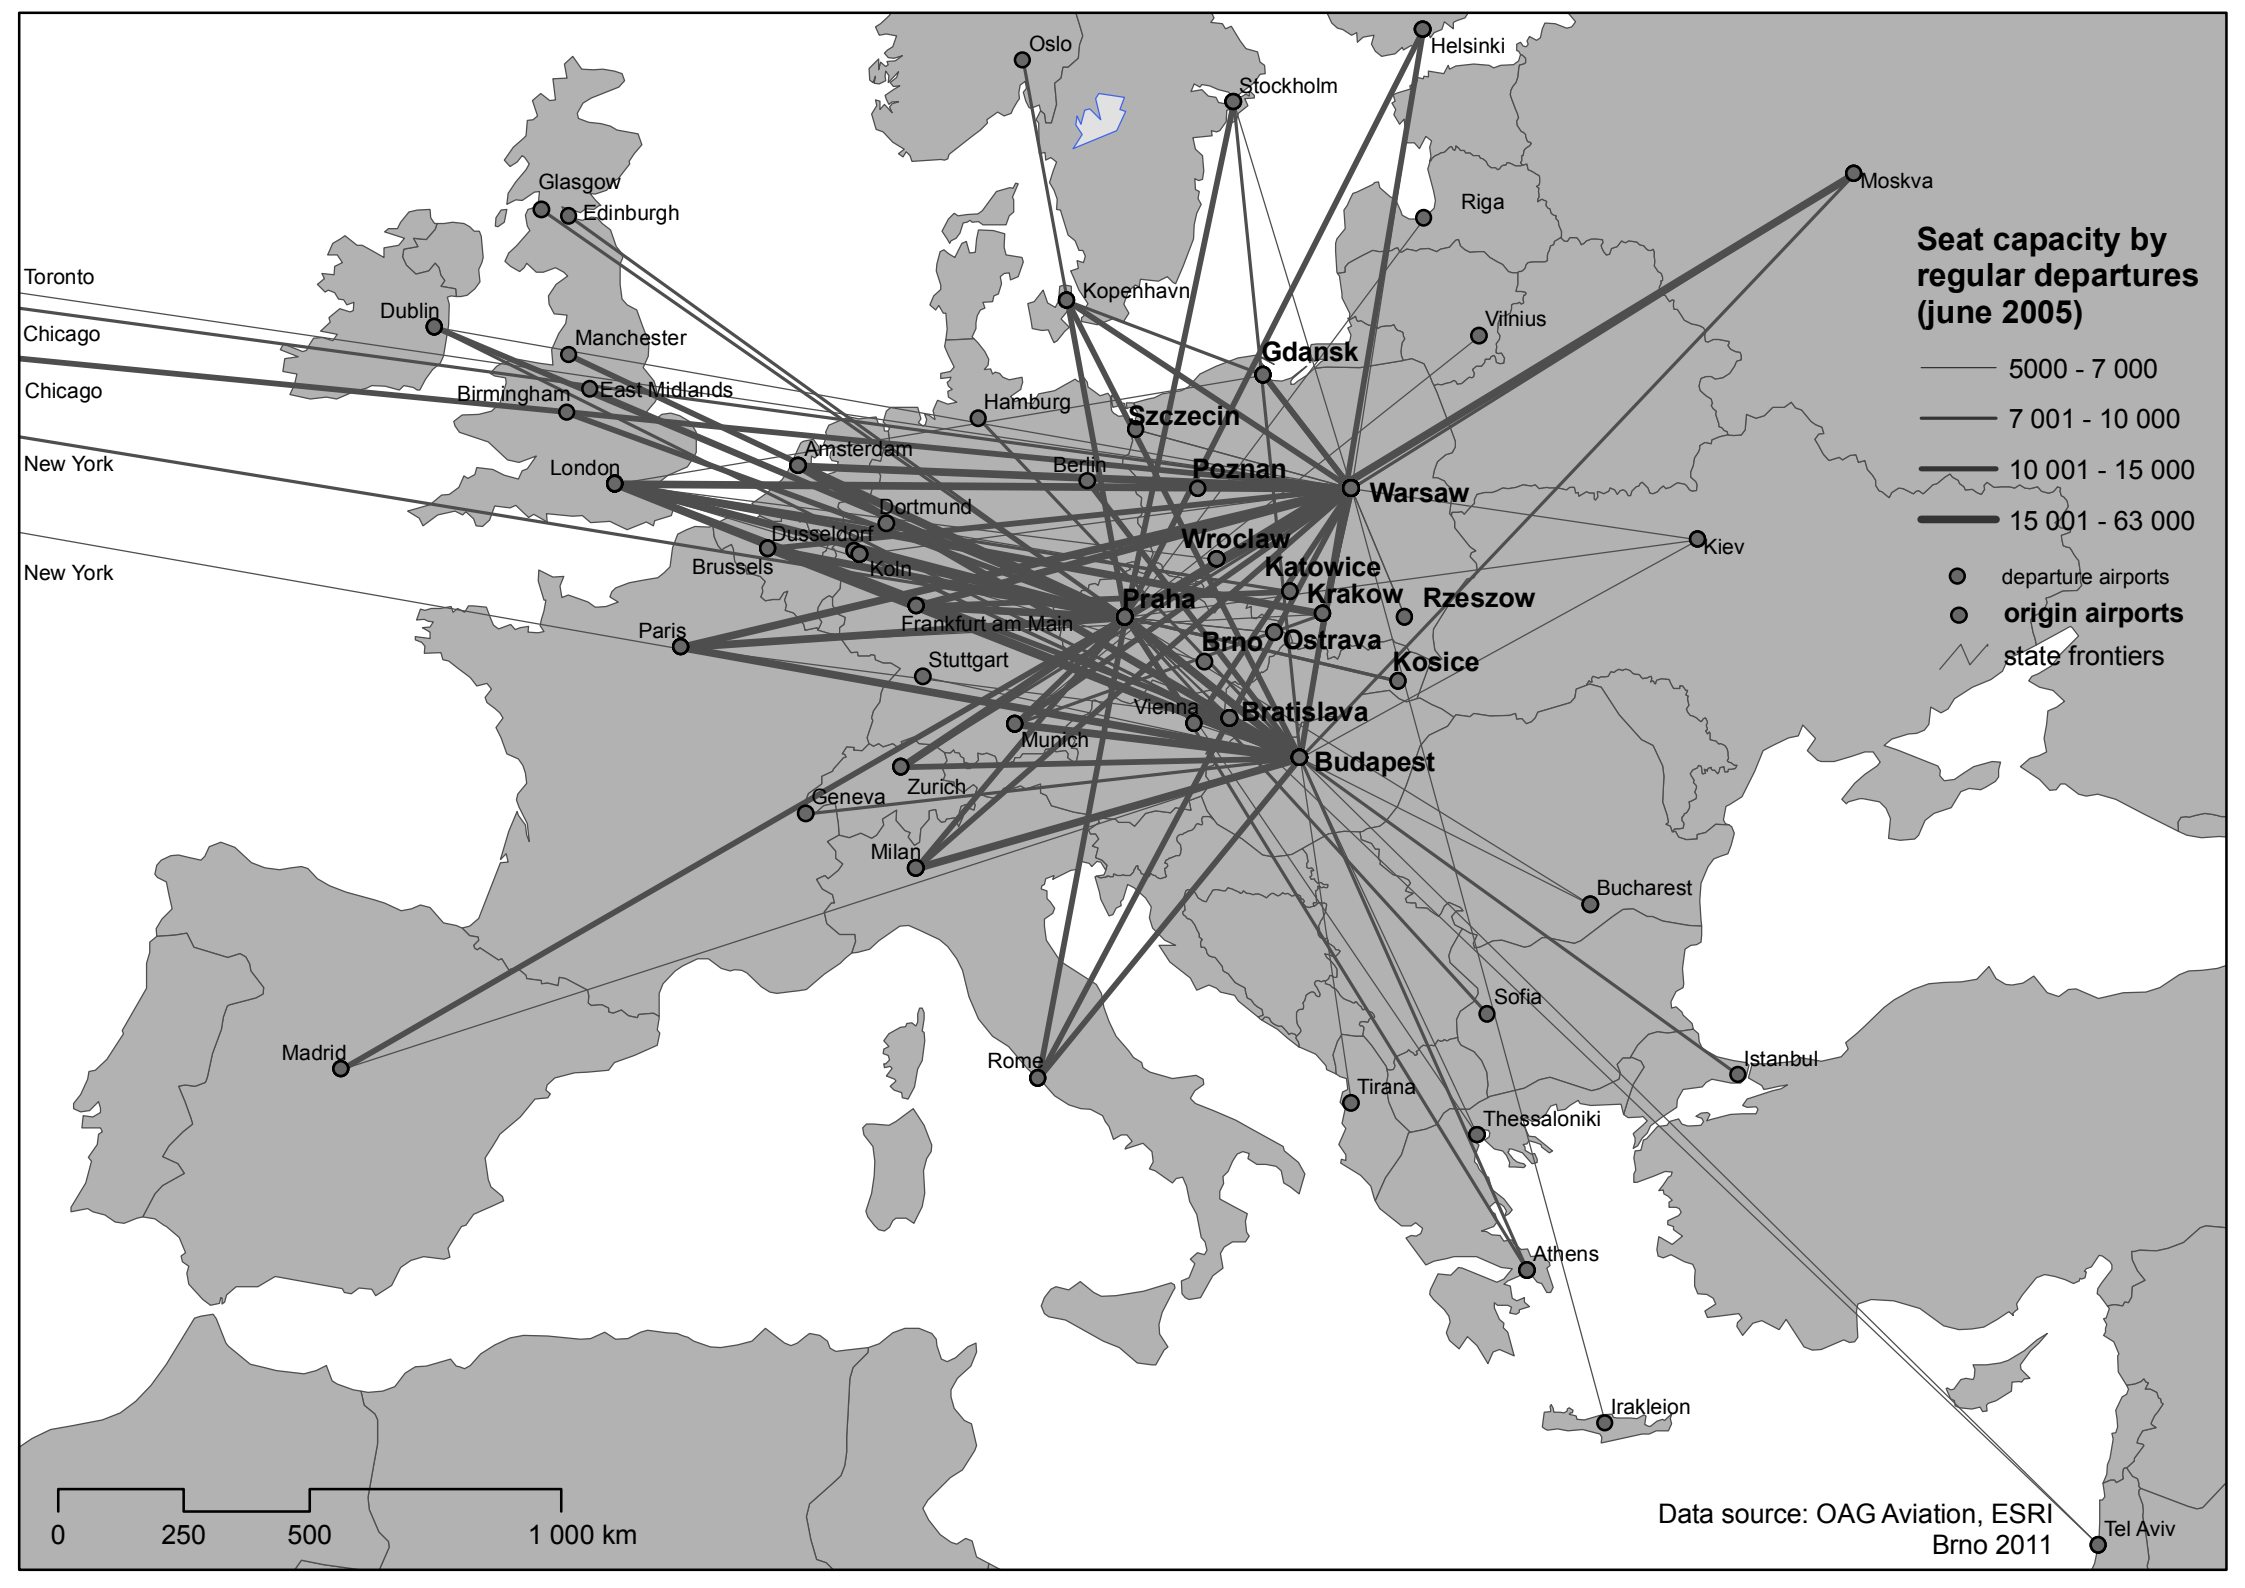 Oslo
Helsinki
Stockholm
Moskva
Glasgow
Edinburgh
Riga
Seat capacity by
regular departures
(june 2005)
5000 - 7 000
7 001 - 10 000
10 001 - 15 000
15 001 - 63 000
departure airports
origin airports
state frontiers
Toronto
Kopenhavn
Dublin
Vilnius
Chicago
Manchester
Gdansk
Chicago
Birmingham
East Midlands
Hamburg
Szczecin
New York
London
Amsterdam
Berlin
Poznan
Warsaw
Dortmund
Dusseldorf
Wroclaw
Kiev
New York
Brussels
Koln
Katowice
Krakow
Rzeszow
Praha
Paris
Frankfurt am Main
Brno
Ostrava
Stuttgart
Kosice
Vienna
Bratislava
Munich
Budapest
Zurich
Geneva
Milan
Bucharest
Sofia
Madrid
Rome
Istanbul
Tirana
Thessaloniki
Athens
Irakleion
0
250
500
1 000 km
Data source: OAG Aviation, ESRI
Brno 2011
Tel Aviv